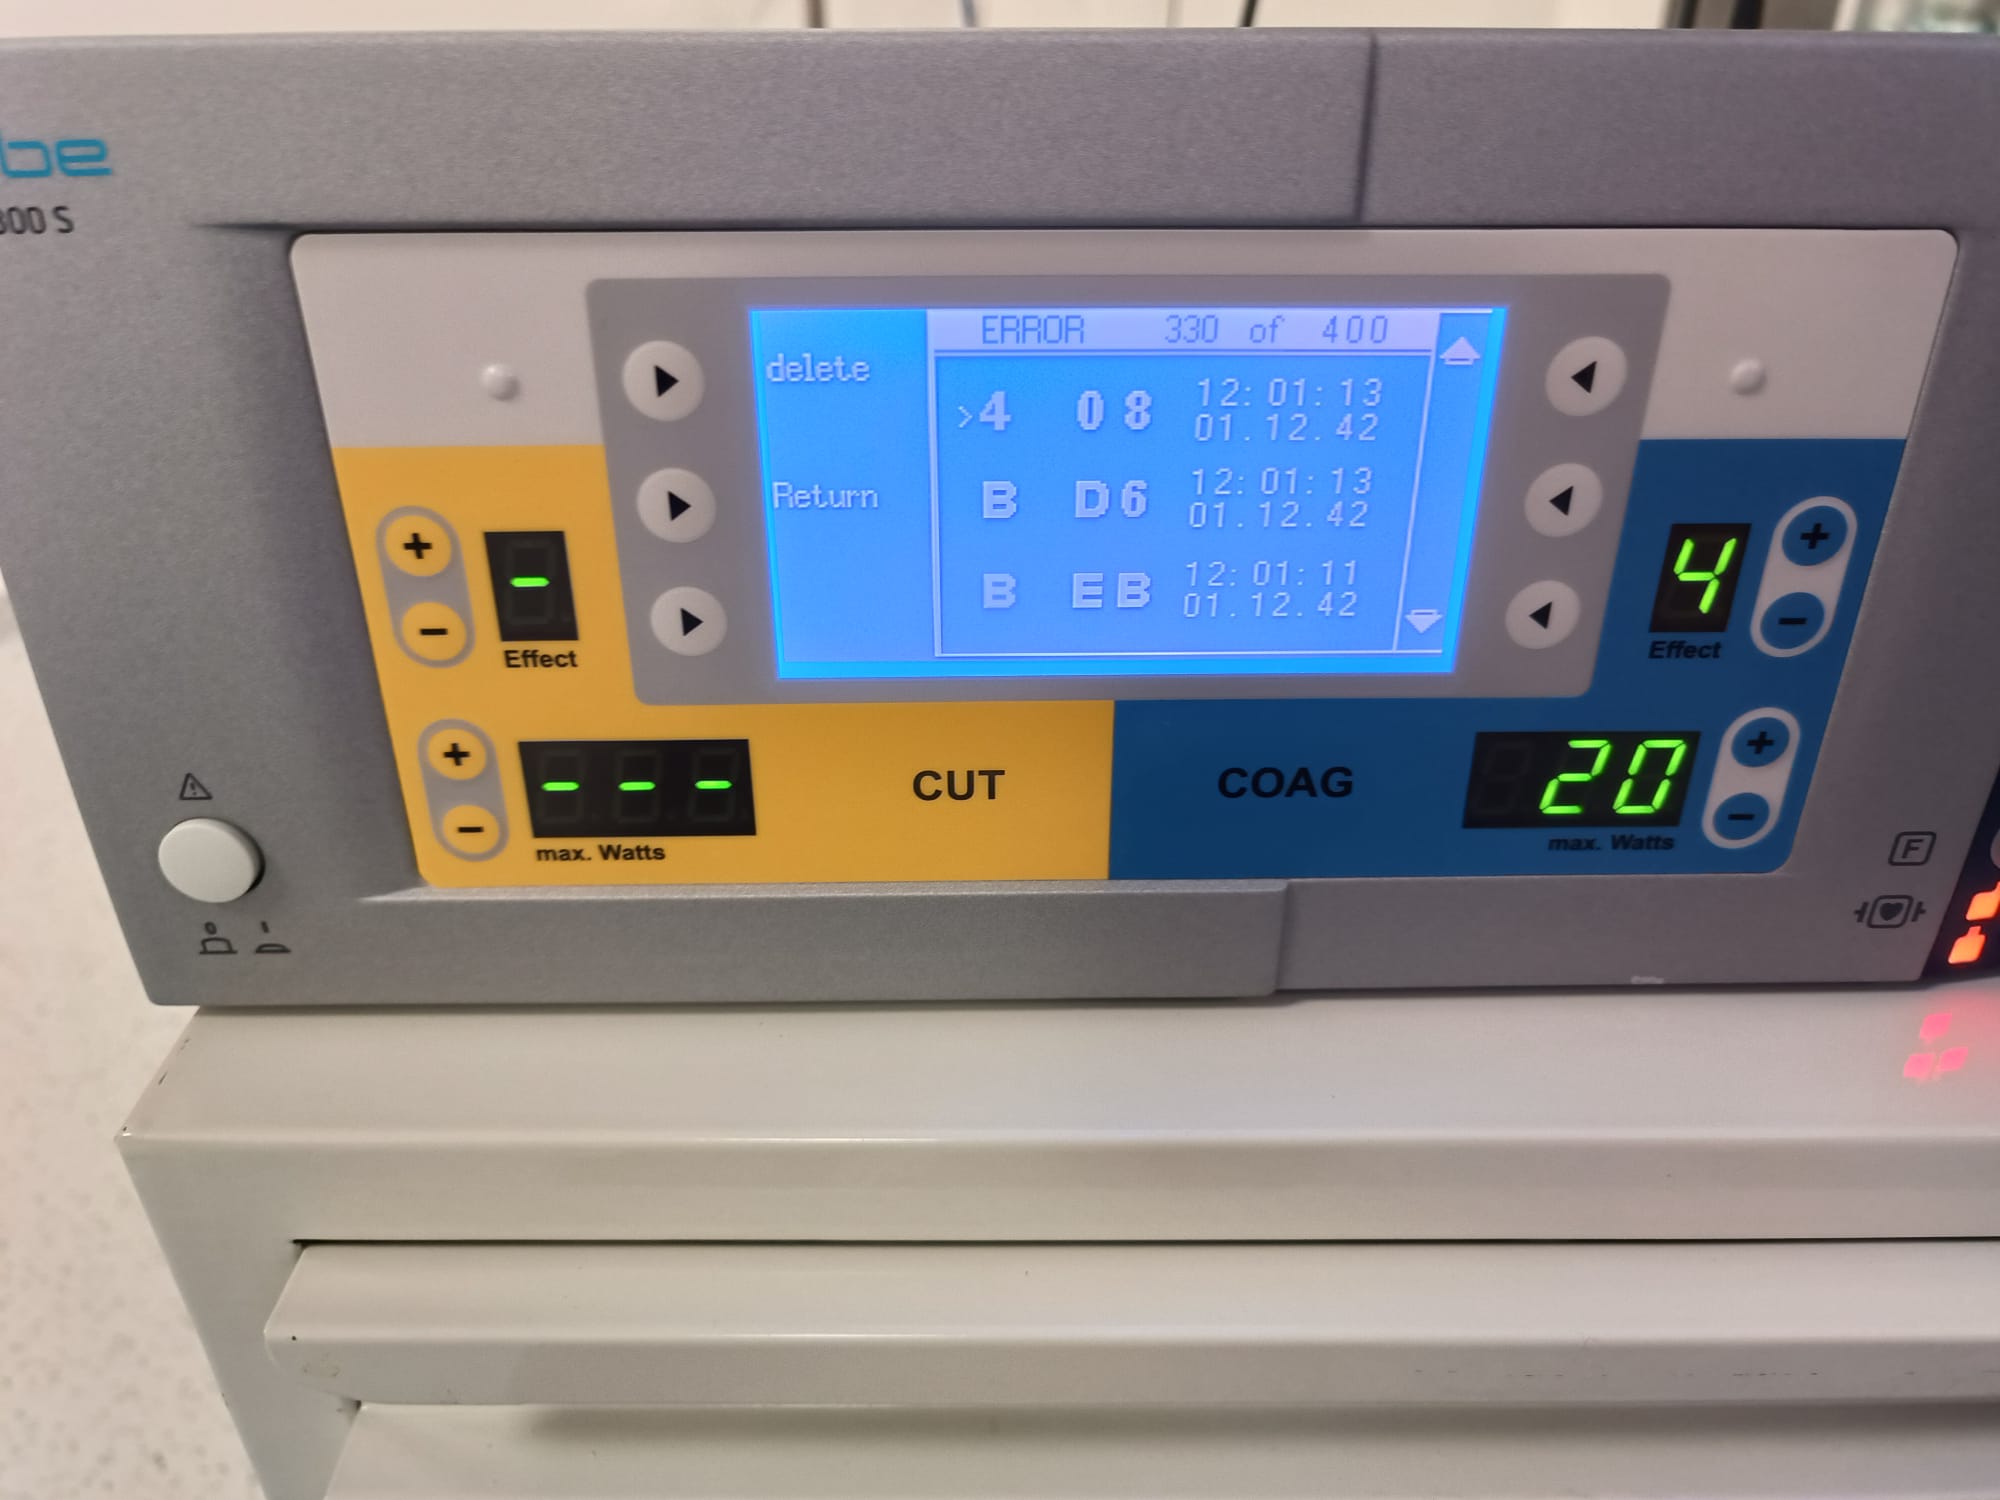 be
300 S
ERROR 330 of 400
delete
>4 08 12:01:13
01.12.42
Return
B D6 12:01:13
01.12.42
B EB 12:01:11
01.12.42
+
-
-
Effect
4
+
-
Effect
+
-
---
max. Watts
CUT
COAG
20
max. Watts
+
-
F